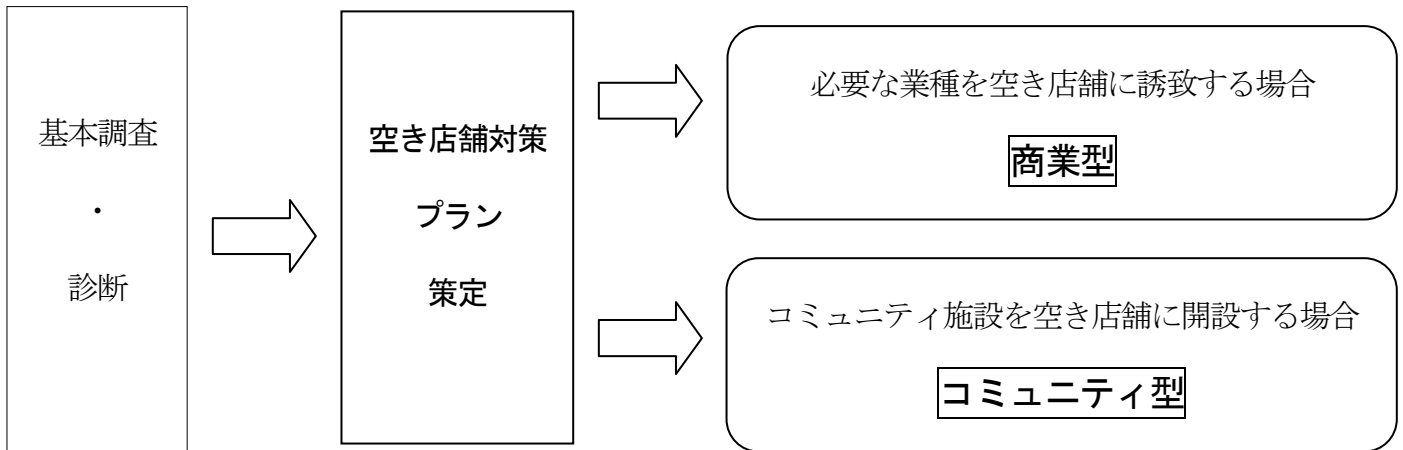 基本調査
・
診断
空き店舗対策
プラン
策定
必要な業種を空き店舗に誘致する場合
商業型
コミュニティ施設を空き店舗に開設する場合
コミュニティ型